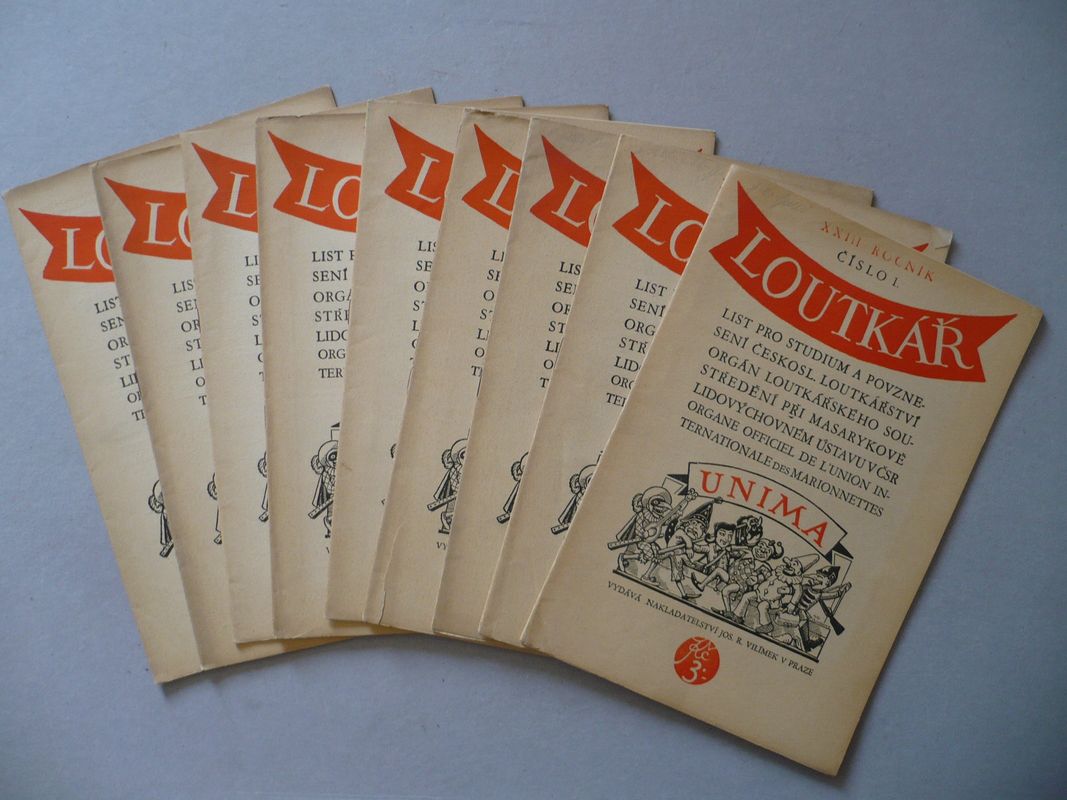 XXIII ROČNÍK
ČÍSLO 1.
LOUTKÁŘ
LIST PRO STUDIUM A POVZNE-
SENÍ ČESKOSL. LOUTKÁŘSTVÍ
ORGÁN LOUTKÁŘSKÉHO SOU-
STŘEDĚNÍ PŘI MASARYKOVĚ
LIDOVÝCHOVNÉM ÚSTAVU V ČSR
ORGANE OFFICIEL DE L'UNION IN-
TERNATIONALE DES MARIONNETTES
UNIMA
VYDÁVÁ NAKLADATELSTVÍ JOS. R. VILÍMEK V PRAZE
Kč
3:-